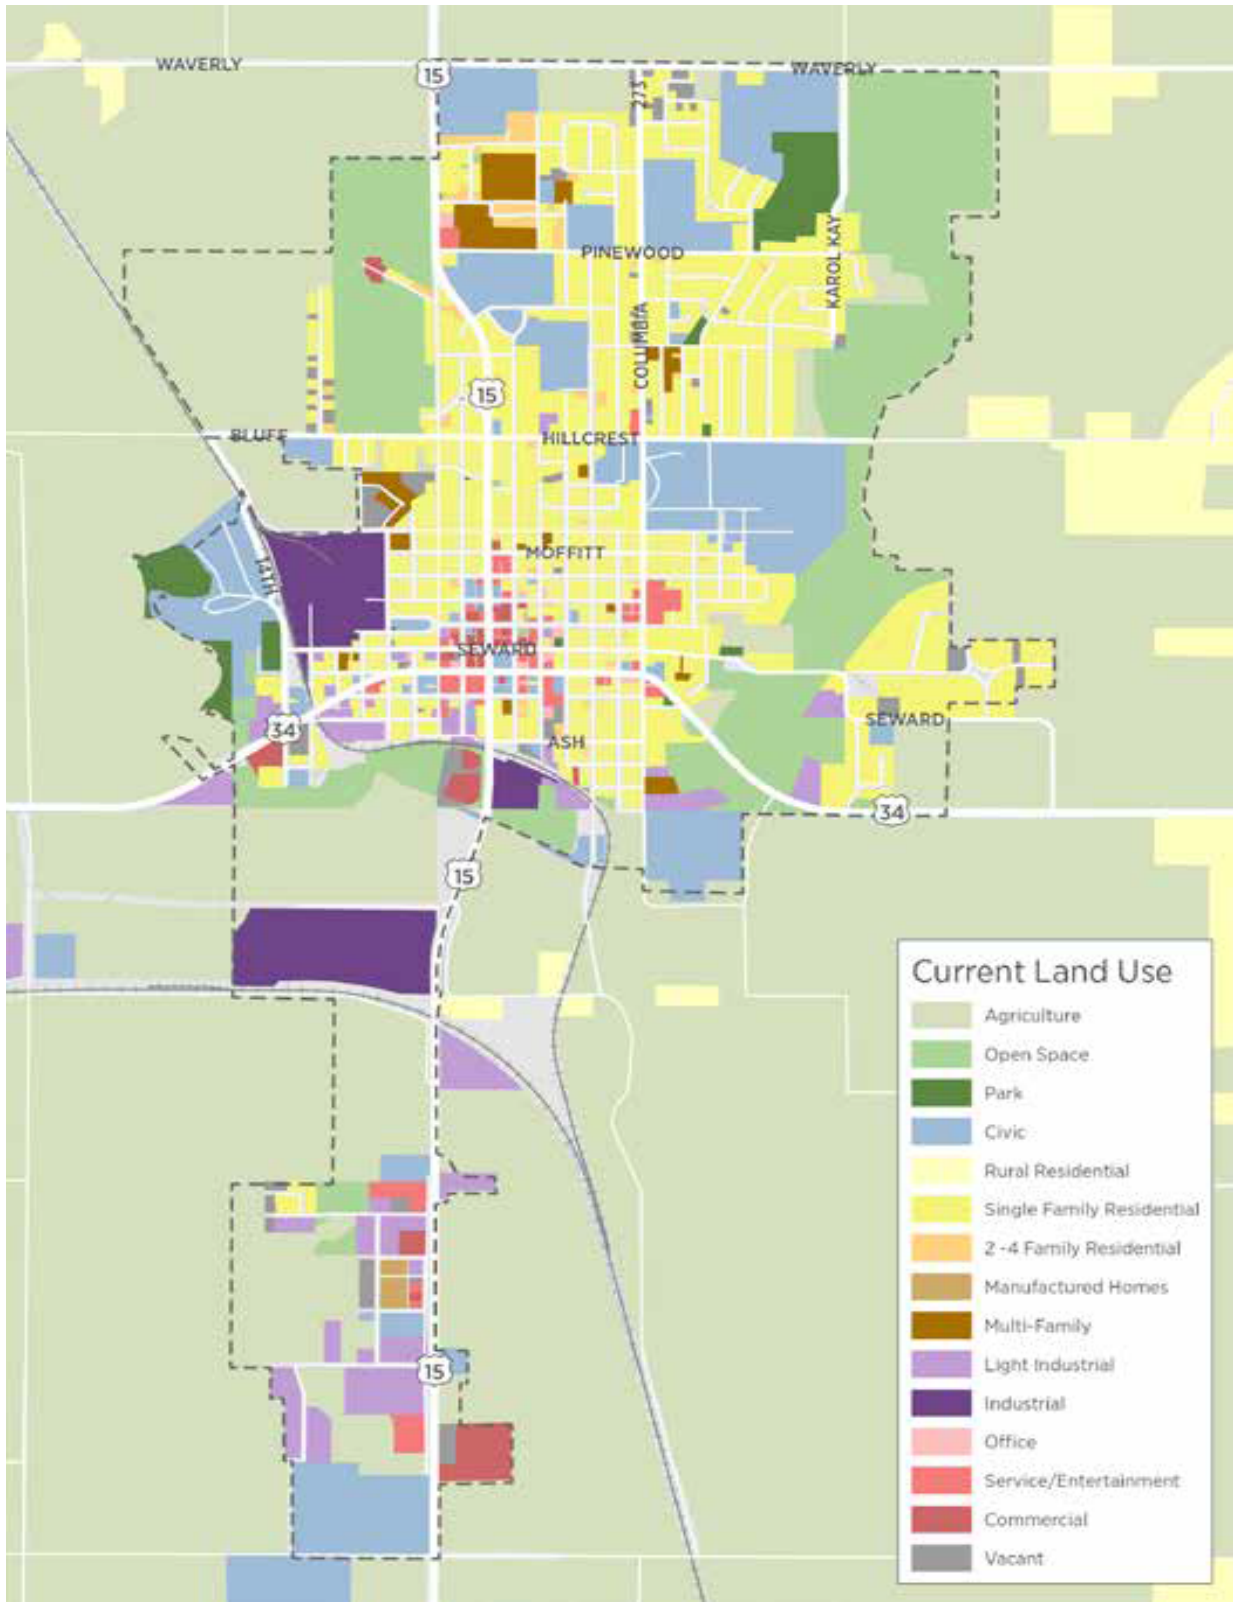 WAVERLY
15
WAVERLY
273
PINEWOOD
KAROL KAY
COLUMBIA
15
BLUFF
HILLCREST
MOFFITT
14TH
SEWARD
SEWARD
34
ASH
34
15
Current Land Use
Agriculture
Open Space
Park
Civic
Rural Residential
Single Family Residential
2 -4 Family Residential
Manufactured Homes
Multi-Family
Light Industrial
Industrial
Office
Service/Entertainment
Commercial
Vacant
15